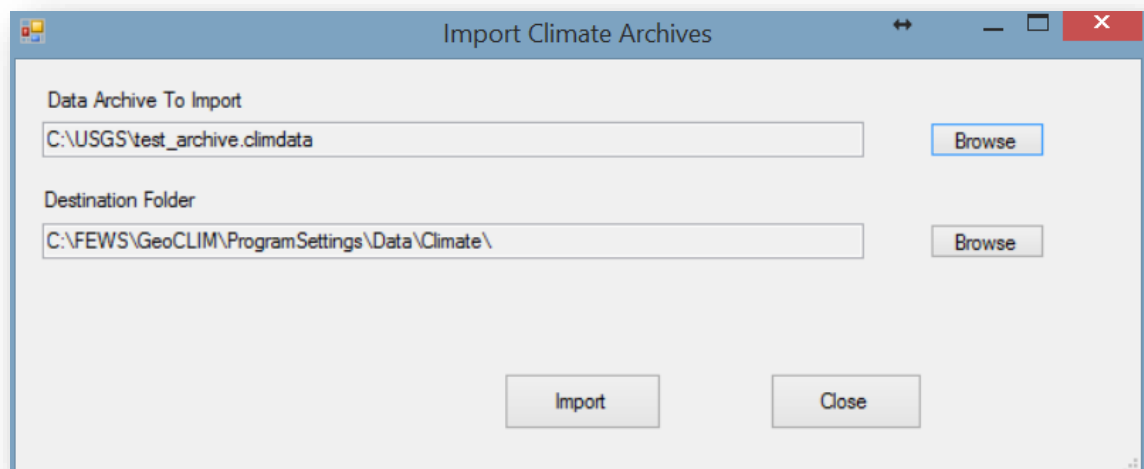 Import Climate Archives
Data Archive To Import
C:\USGS\test_archive.climdata
Browse
Destination Folder
C:\FEWS\GeoCLIM\ProgramSettings\Data\Climate\
Browse
Import
Close